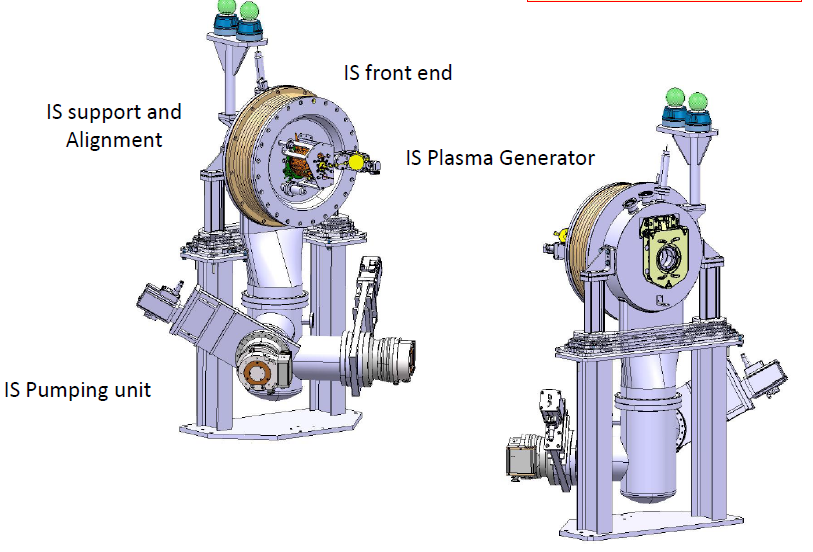 IS front end
IS support and
Alignment
IS Plasma Generator
IS Pumping unit